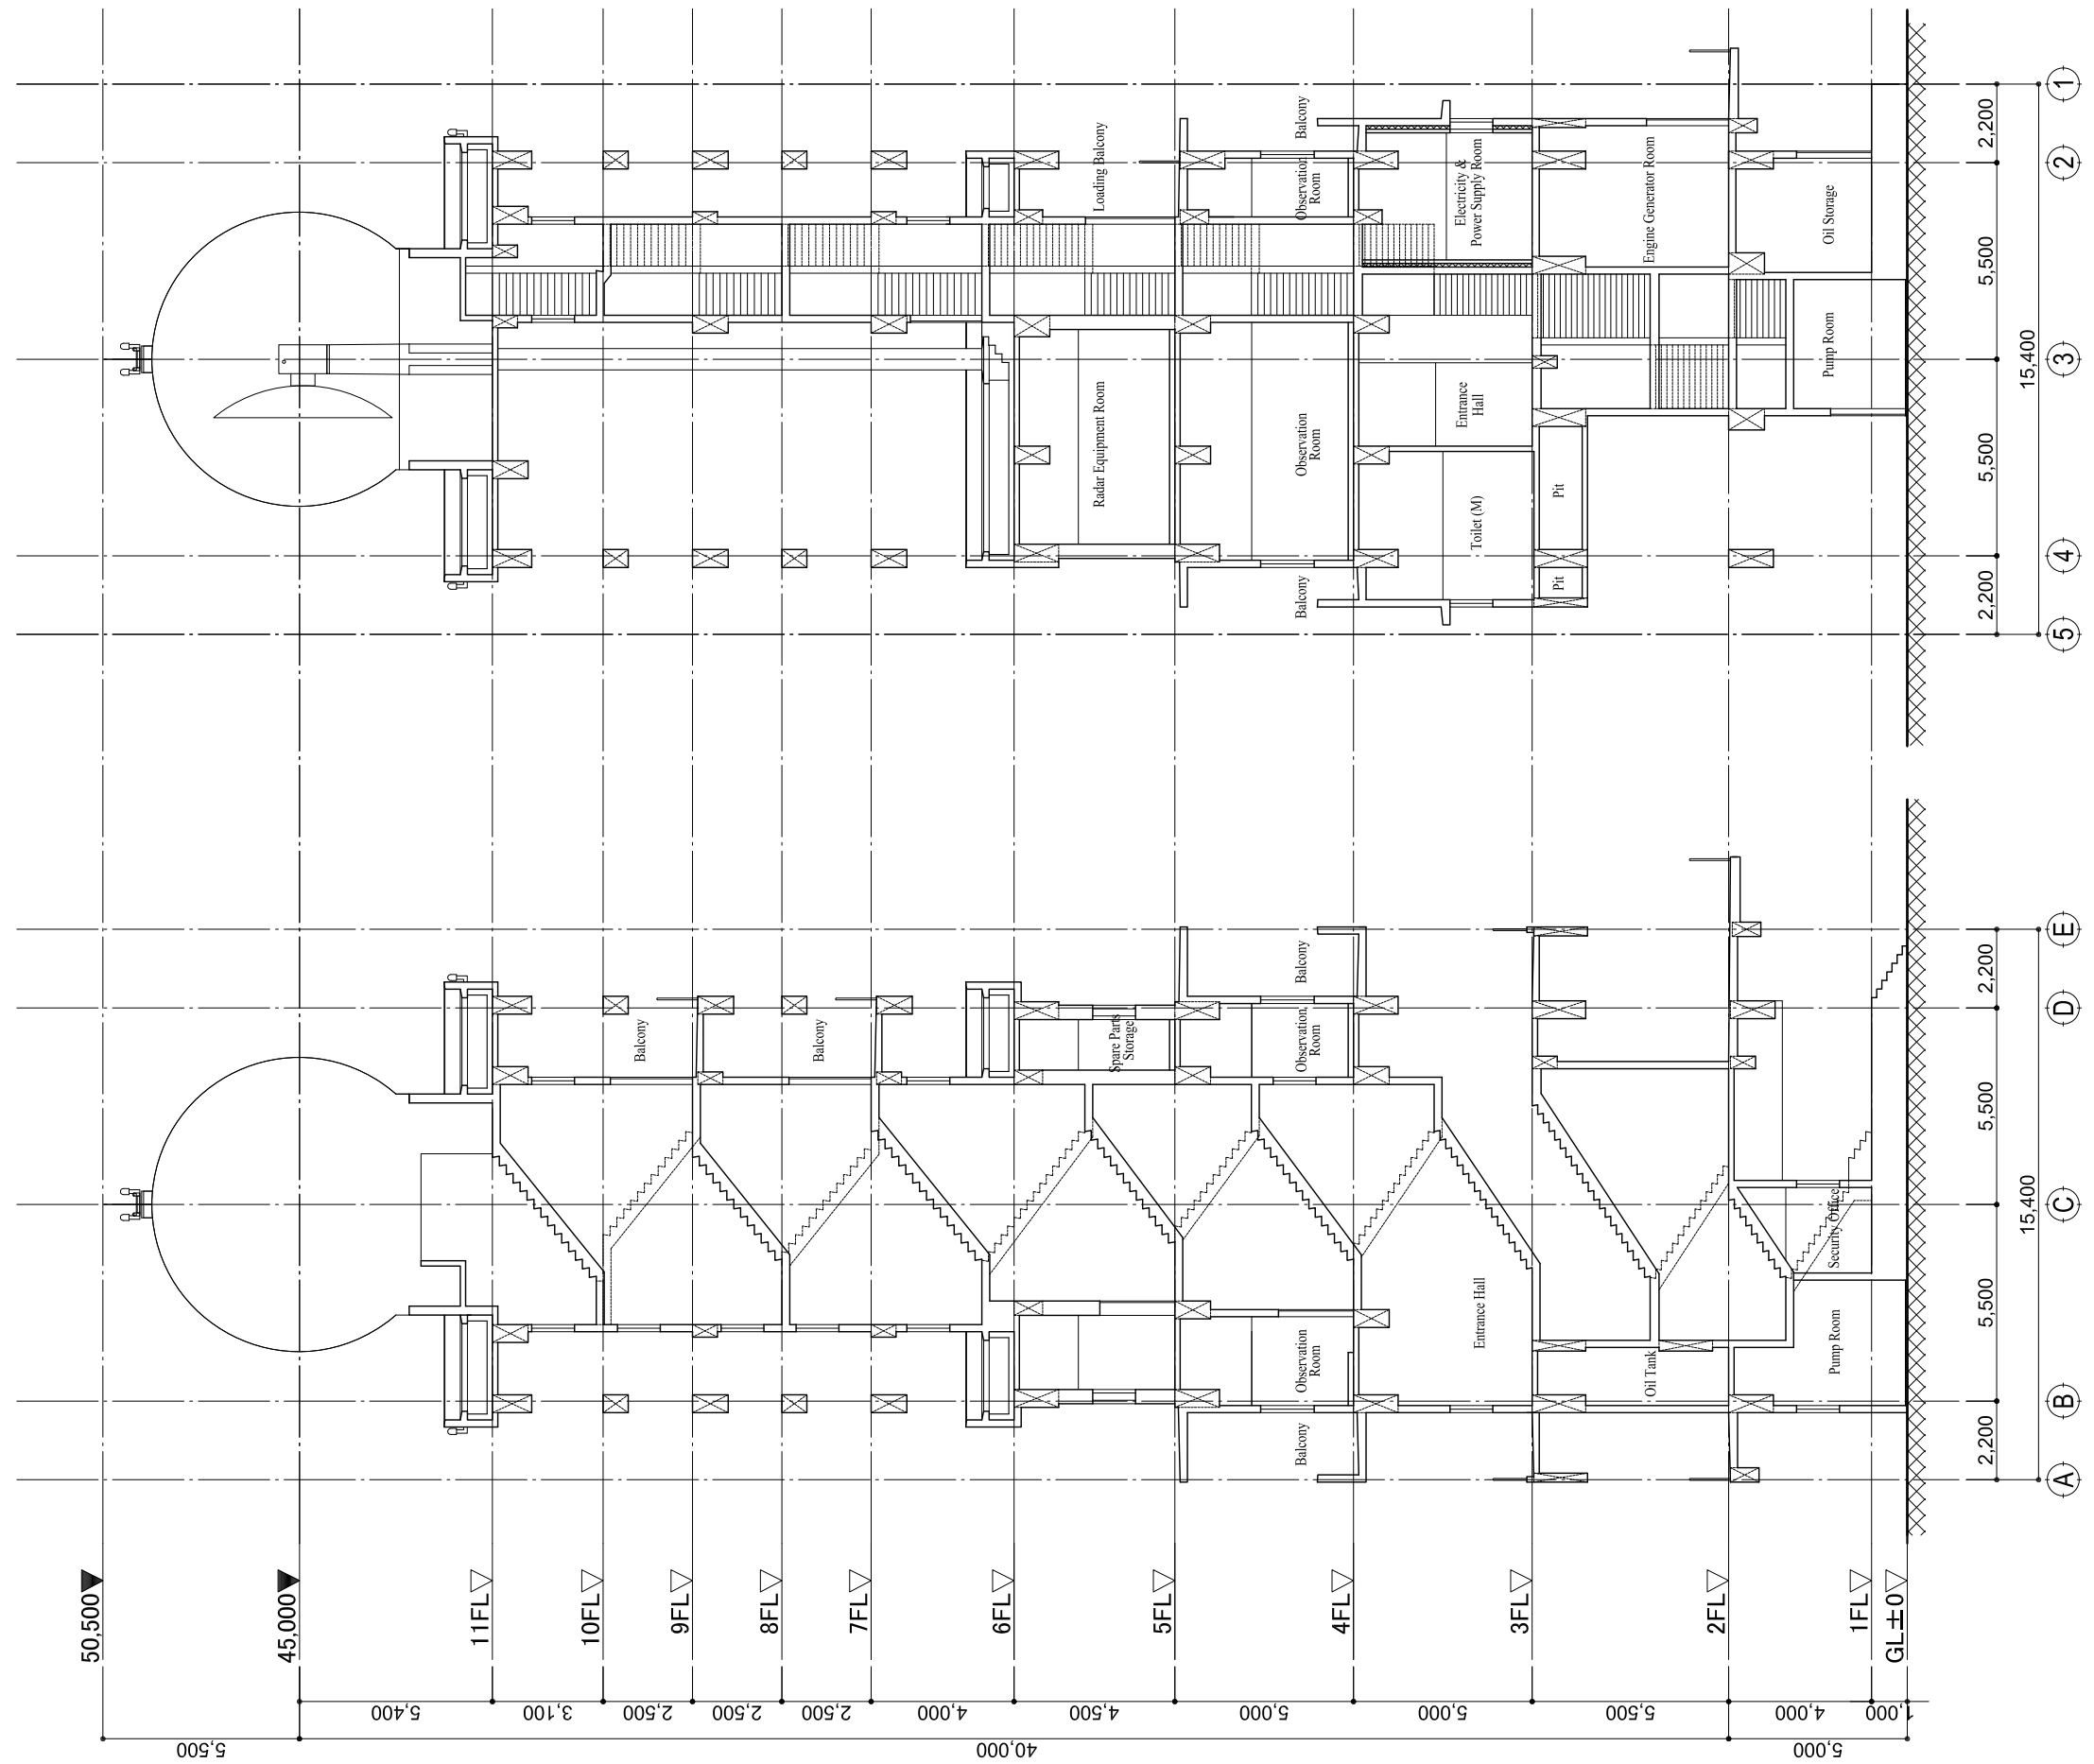 50,500
45,000
11FL
10FL
9FL
8FL
7FL
6FL
5FL
4FL
3FL
2FL
1FL
GL±0
5,500
5,400
3,100
2,500
2,500
2,500
4,000
4,500
5,000
5,000
5,500
4,000
1,000
40,000
5,000
Balcony
Balcony
Balcony
Observation
Room
Spare Parts
Storage
Observation
Room
Balcony
Entrance Hall
Oil Tank
Security Office
Pump Room
A
B
C
D
E
2,200
5,500
5,500
2,200
15,400
Loading Balcony
Balcony
Observation
Room
Electricity &
Power Supply Room
Engine Generator Room
Oil Storage
Pump Room
Radar Equipment Room
Observation
Room
Entrance
Hall
Toilet (M)
Pit
Pit
Balcony
5
4
3
2
1
2,200
5,500
5,500
2,200
15,400